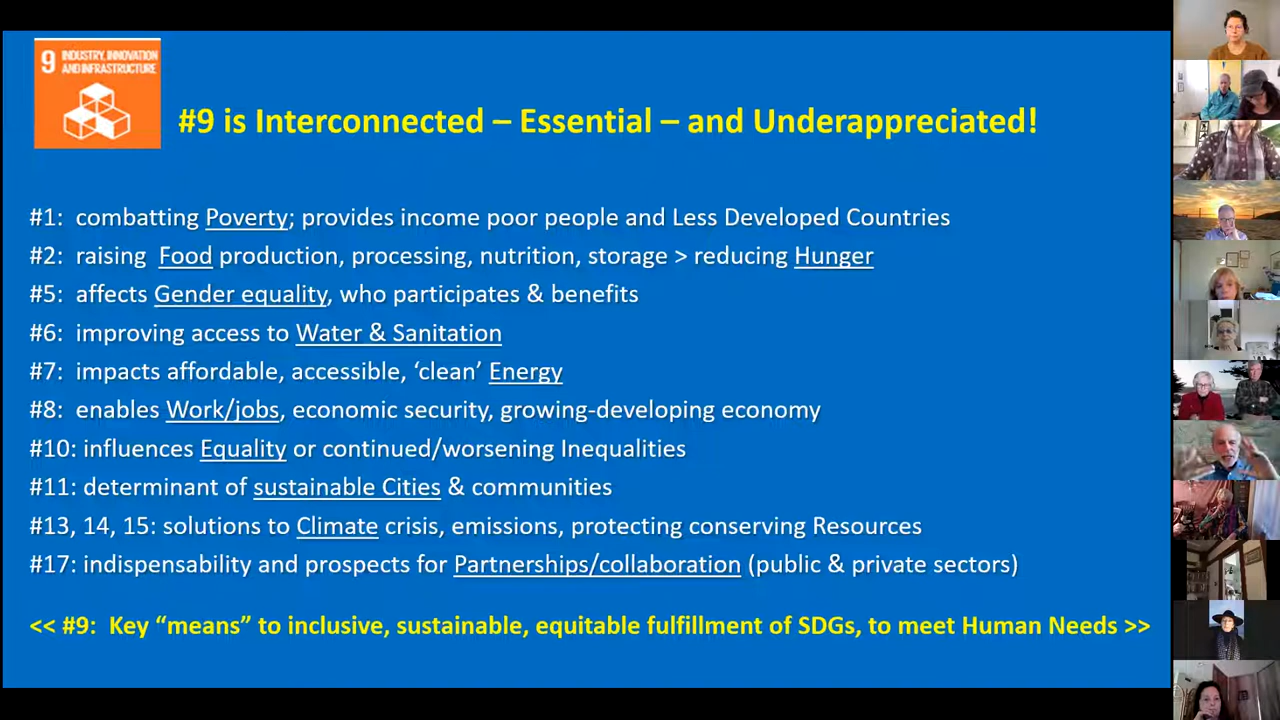 9 INDUSTRY, INNOVATION
AND INFRASTRUCTURE
#9 is Interconnected – Essential – and Underappreciated!
#1: combatting Poverty; provides income poor people and Less Developed Countries
#2: raising Food production, processing, nutrition, storage > reducing Hunger
#5: affects Gender equality, who participates & benefits
#6: improving access to Water & Sanitation
#7: impacts affordable, accessible, ‘clean’ Energy
#8: enables Work/jobs, economic security, growing-developing economy
#10: influences Equality or continued/worsening Inequalities
#11: determinant of sustainable Cities & communities
#13, 14, 15: solutions to Climate crisis, emissions, protecting conserving Resources
#17: indispensability and prospects for Partnerships/collaboration (public & private sectors)
<< #9: Key “means” to inclusive, sustainable, equitable fulfillment of SDGs, to meet Human Needs >>